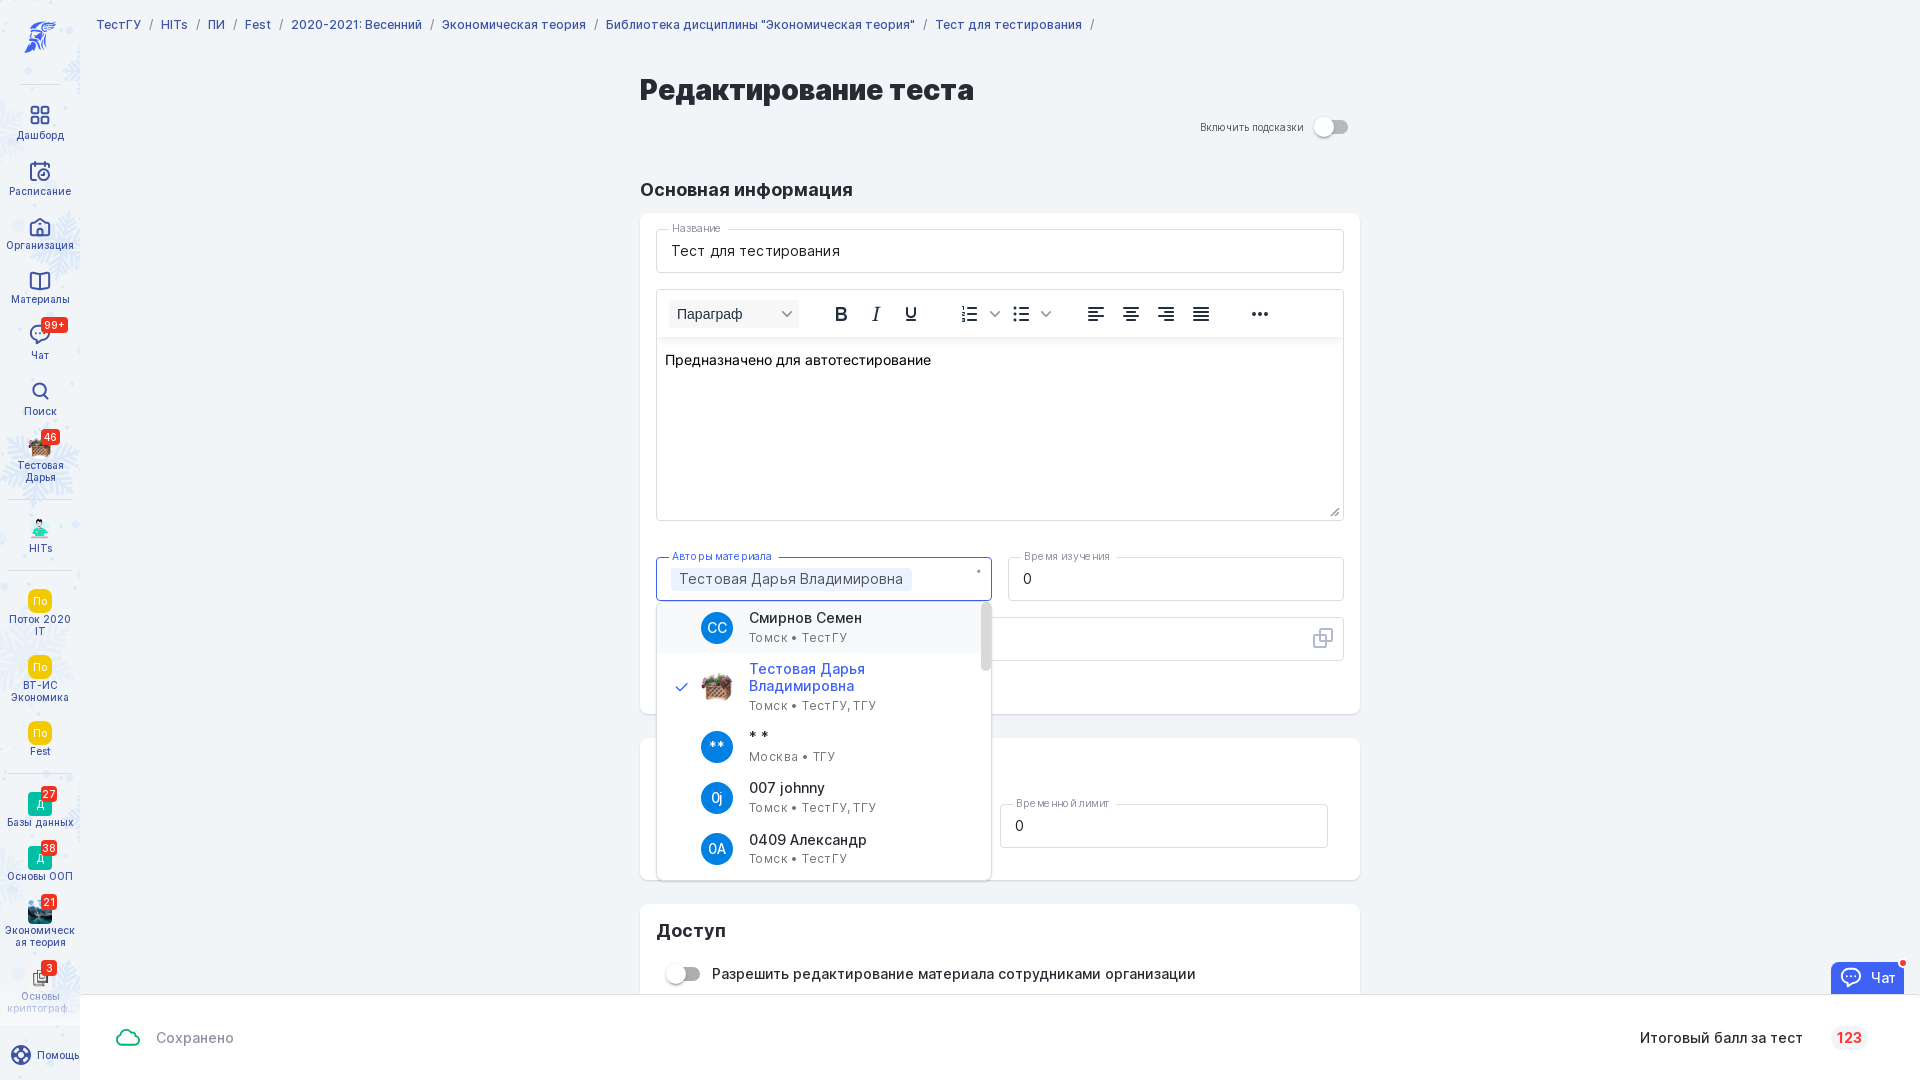 ТестГУ / HITs / ПИ / Fest / 2020-2021: Весенний / Экономическая теория / Библиотека дисциплины "Экономическая теория" / Тест для тестирования /
Дашборд
Расписание
Организация
Материалы
99+
Чат
Поиск
46
Тестовая
Дарья
HITs
По
Поток 2020
IT
По
ВТ-ИС
Экономика
По
Fest
27
Д
Базы данных
38
Д
Основы ООП
21
Экономическ
ая теория
3
Основы
криптограф...
Помощь
Редактирование теста
Включить подсказки
Основная информация
Название
Тест для тестирования
Параграф
Предназначено для автотестирование
Авторы материала
Тестовая Дарья Владимировна
Время изучения
0
СС
Смирнов Семен
Томск • ТестГУ
Тестовая Дарья
Владимировна
Томск • ТестГУ, ТГУ
**
* *
Москва • ТГУ
0j
007 johnny
Томск • ТестГУ, ТГУ
0А
0409 Александр
Томск • ТестГУ
Временной лимит
0
Доступ
Разрешить редактирование материала сотрудниками организации
Чат
Сохранено
Итоговый балл за тест 123